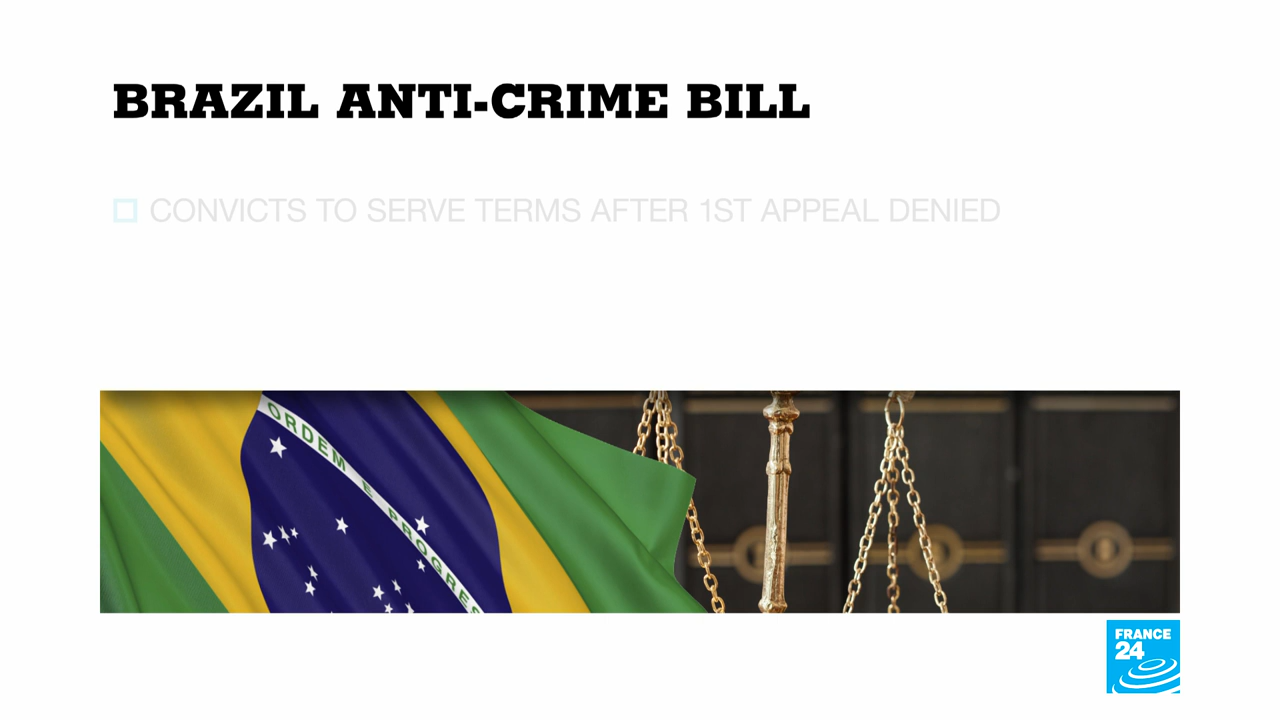 BRAZIL ANTI-CRIME BILL
CONVICTS TO SERVE TERMS AFTER 1ST APPEAL DENIED
ORDEM E PROGRES
FRANCE
24